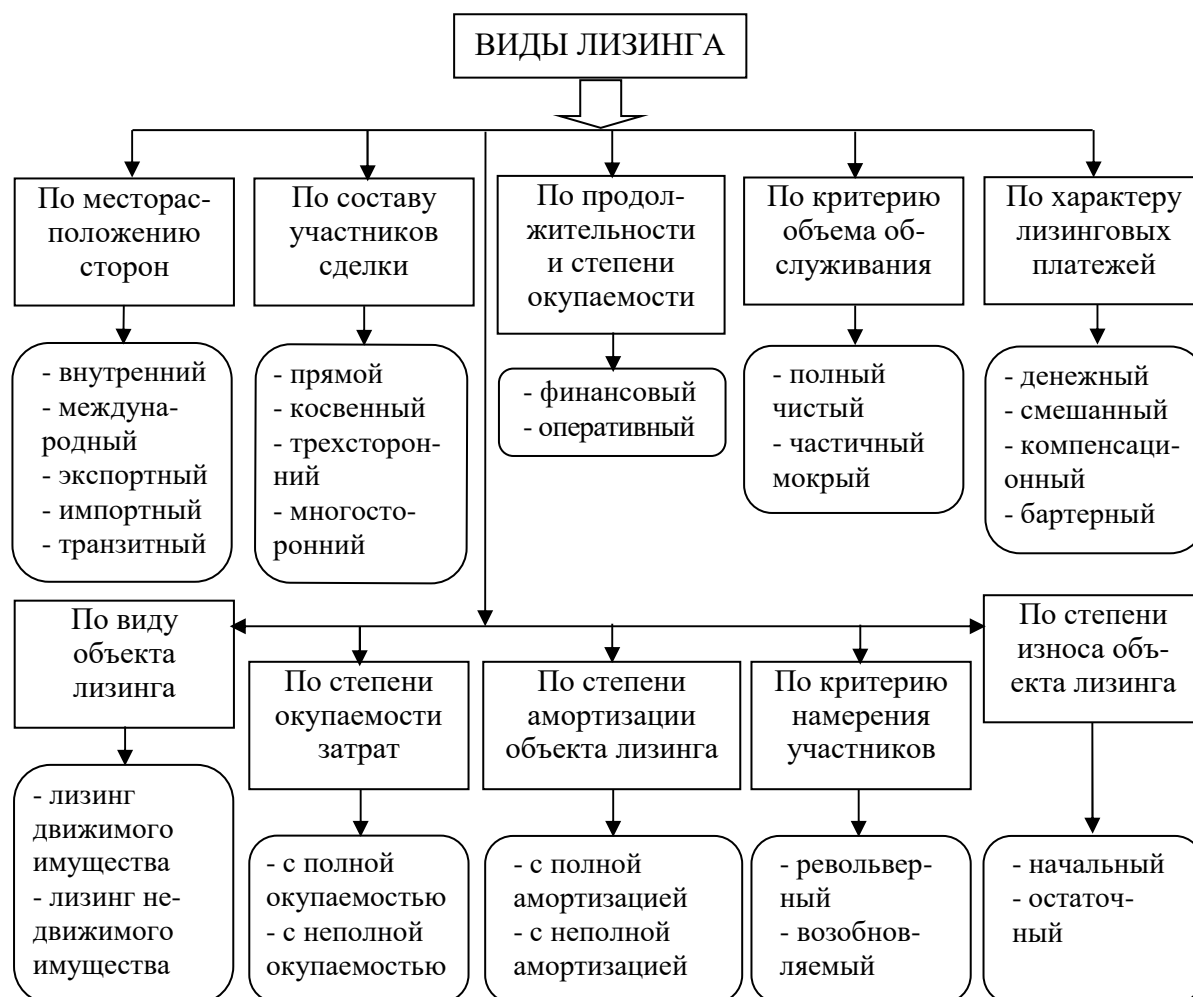 ВИДЫ ЛИЗИНГА
По месторас-
положению
сторон
По составу
участников
сделки
По продол-
жительности
и степени
окупаемости
По критерию
объема об-
служивания
По характеру
лизинговых
платежей
- внутренний
- междуна-
родный
- экспортный
- импортный
- транзитный
- прямой
- косвенный
- трехсторон-
ний
- многосто-
ронний
- финансовый
- оперативный
- полный
чистый
- частичный
мокрый
- денежный
- смешанный
- компенсаци-
онный
- бартерный
По виду
объекта
лизинга
По степени
окупаемости
затрат
По степени
амортизации
объекта лизинга
По критерию
намерения
участников
По степени
износа объ-
екта лизинга
- лизинг
движимого
имущества
- лизинг не-
движимого
имущества
- с полной
окупаемостью
- с неполной
окупаемостью
- с полной
амортизацией
- с неполной
амортизацией
- револьвер-
ный
- возобнов-
ляемый
- начальный
- остаточ-
ный